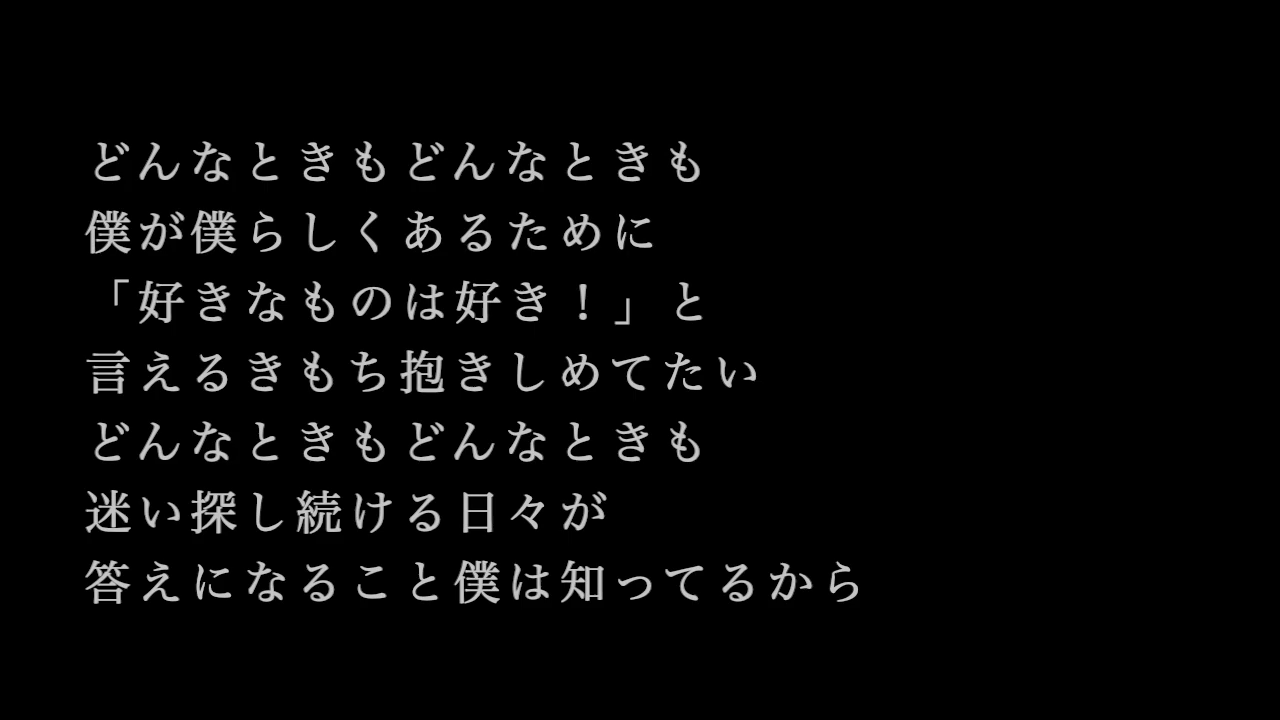 どんなときもどんなときも
僕が僕らしくあるために
「好きなものは好き！」と
言えるきもち抱きしめてたい
どんなときもどんなときも
迷い探し続ける日々が
答えになること僕は知ってるから